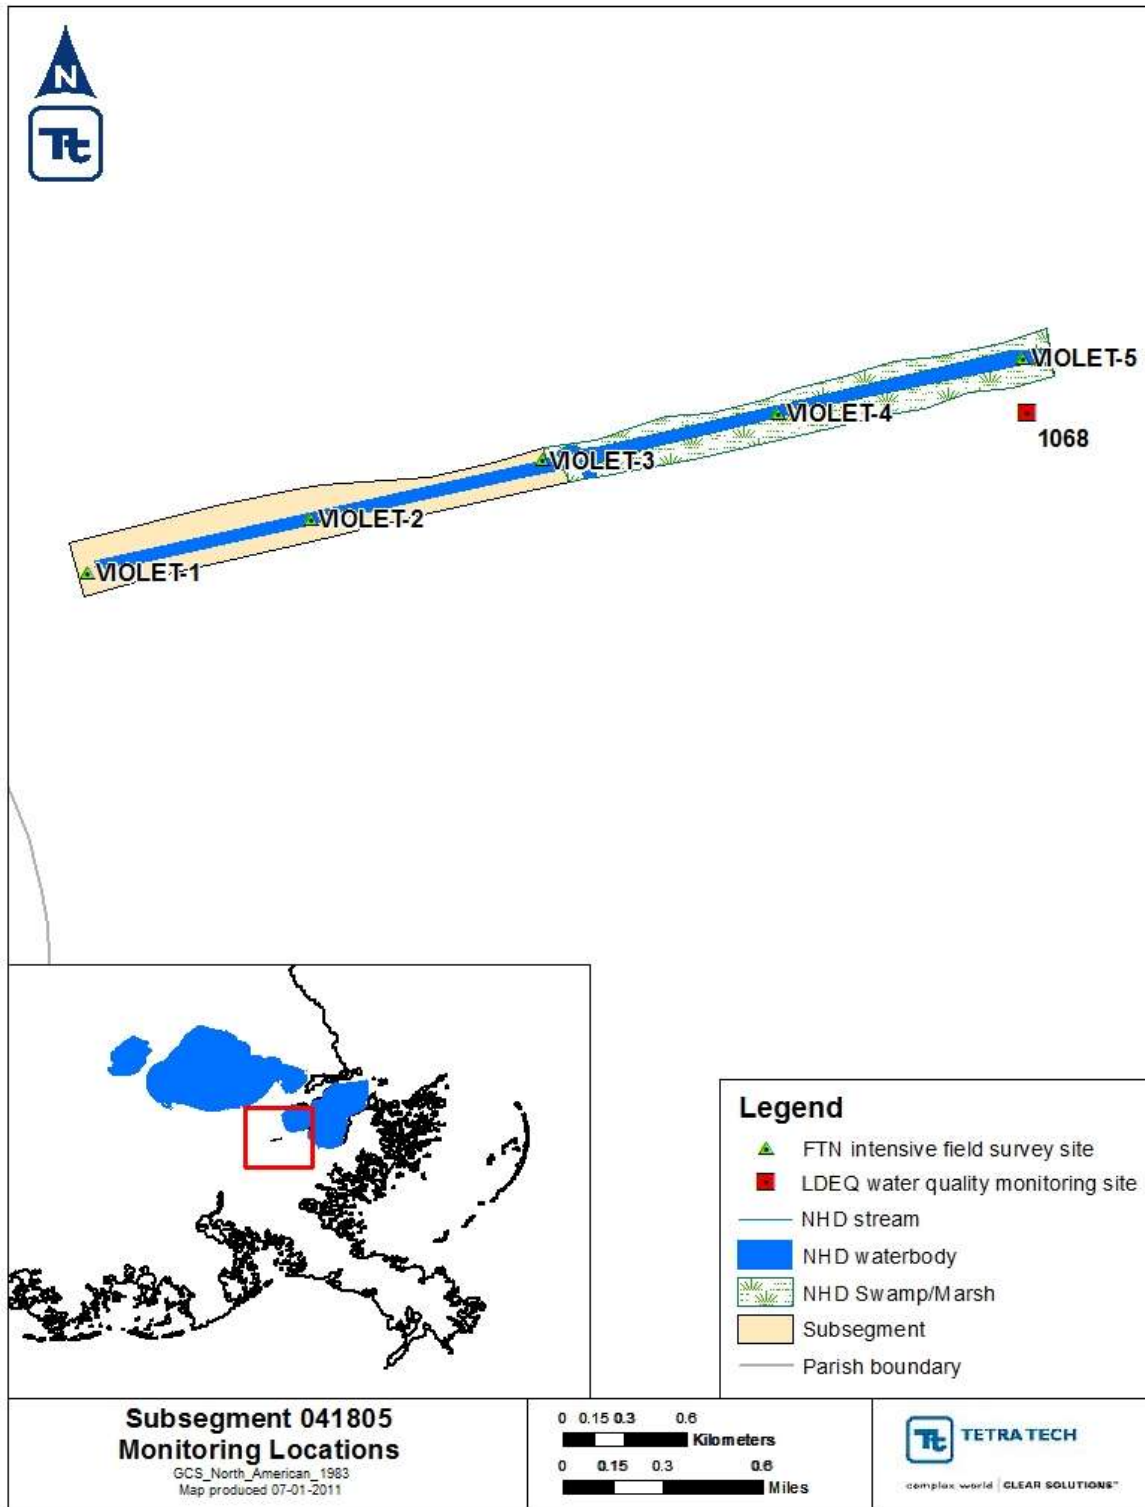 N
Tt
VIOLET-5
VIOLET-4
1068
VIOLET-3
VIOLET-2
VIOLET-1
Legend
FTN intensive field survey site
LDEQ water quality monitoring site
NHD stream
NHD waterbody
NHD Swamp/Marsh
Subsegment
Parish boundary
Subsegment 041805
Monitoring Locations
GCS_North_American_1983
Map produced 07-01-2011
0 0.15 0.3 0.6
Kilometers
0 0.15 0.3 0.6
Miles
Tt TETRA TECH
complex world | CLEAR SOLUTIONS™